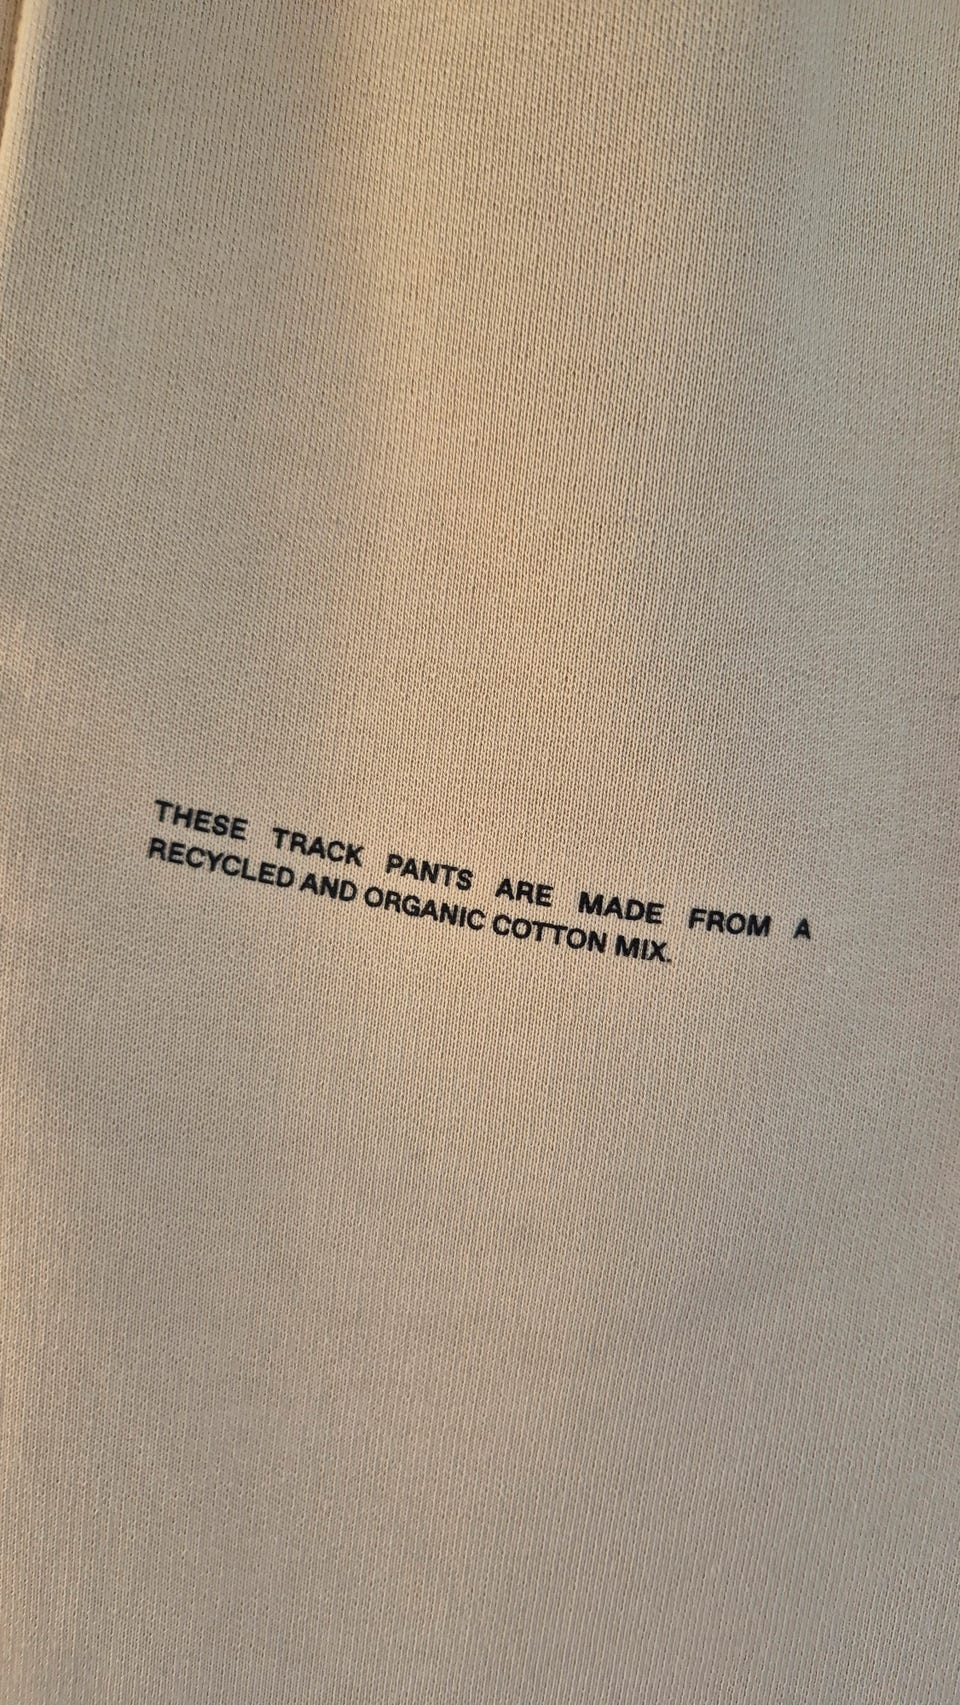 THESE TRACK PANTS ARE MADE FROM A
RECYCLED AND ORGANIC COTTON MIX.